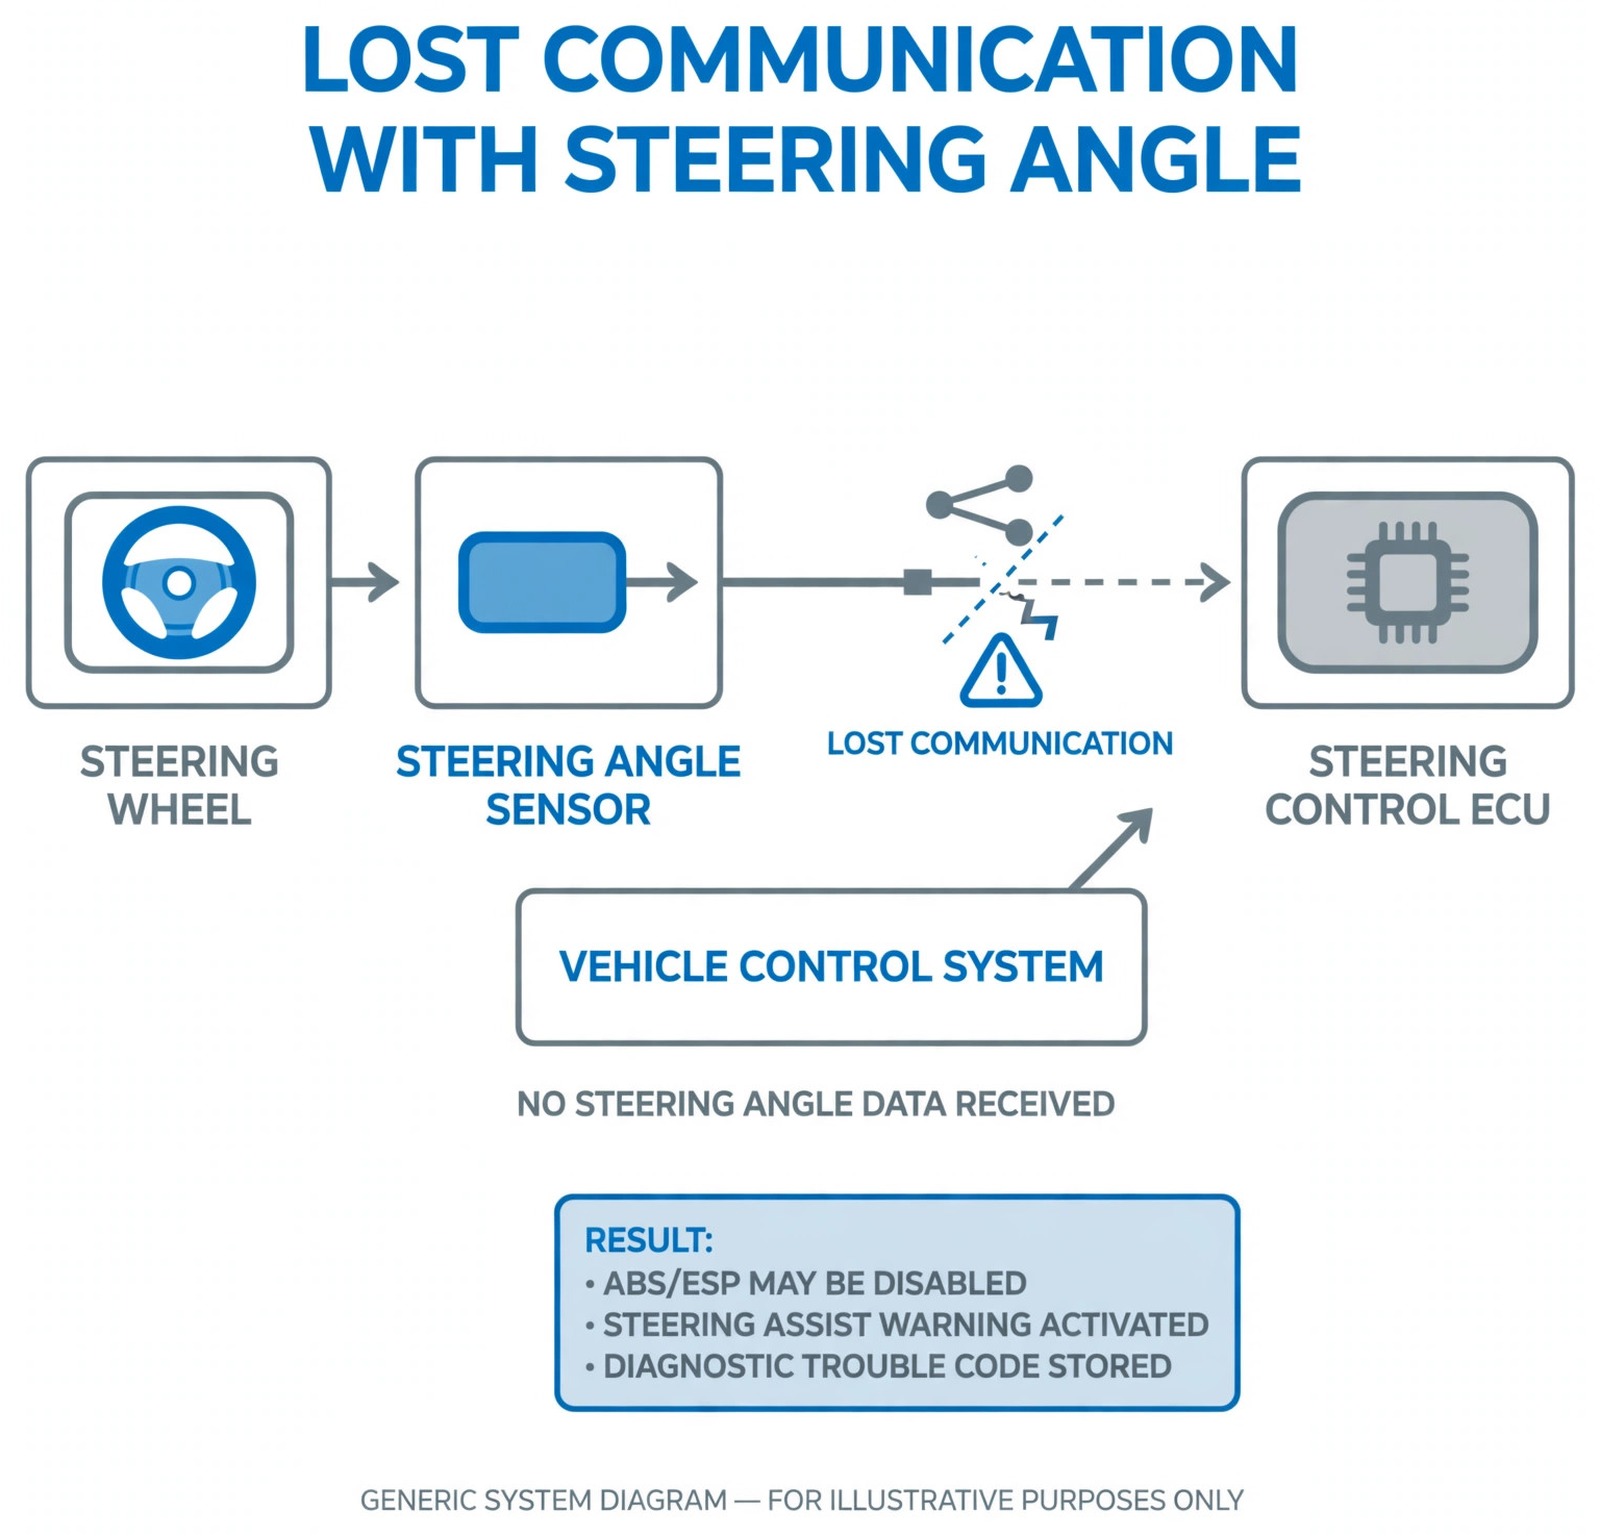 LOST COMMUNICATION
WITH STEERING ANGLE
STEERING
WHEEL
STEERING ANGLE
SENSOR
LOST COMMUNICATION
STEERING
CONTROL ECU
VEHICLE CONTROL SYSTEM
NO STEERING ANGLE DATA RECEIVED
RESULT:
• ABS/ESP MAY BE DISABLED
• STEERING ASSIST WARNING ACTIVATED
• DIAGNOSTIC TROUBLE CODE STORED
GENERIC SYSTEM DIAGRAM — FOR ILLUSTRATIVE PURPOSES ONLY